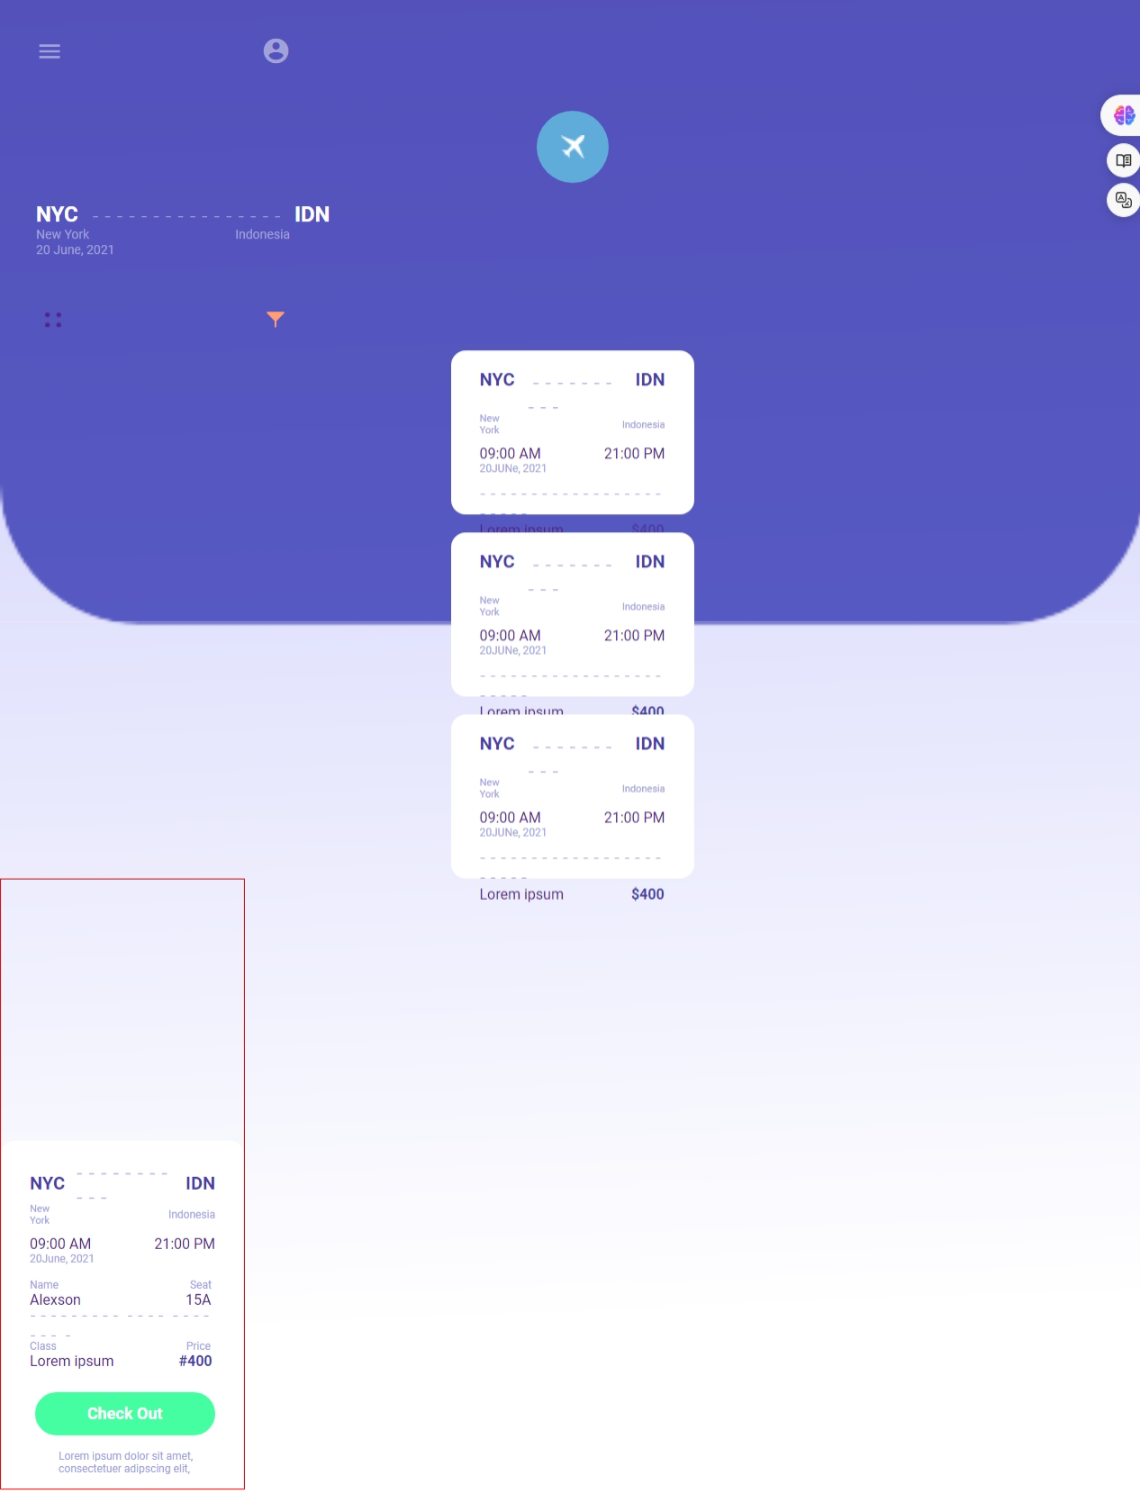 NYC - - - - - - - - - - - - - - - - IDN
New York Indonesia
20 June, 2021
NYC - - - - - - - IDN
- - -
New
York Indonesia
09:00 AM 21:00 PM
20JUNe, 2021
- - - - - - - - - - - - - - - - - -
- - - - -
Lorem ipsum $400
NYC - - - - - - - IDN
- - -
New
York Indonesia
09:00 AM 21:00 PM
20JUNe, 2021
- - - - - - - - - - - - - - - - - -
- - - - -
Lorem ipsum $400
NYC - - - - - - - IDN
- - -
New
York Indonesia
09:00 AM 21:00 PM
20JUNe, 2021
- - - - - - - - - - - - - - - - - -
- - - - -
Lorem ipsum $400
NYC - - - - - - - - IDN
- - -
New
York Indonesia
09:00 AM 21:00 PM
20June, 2021
Name Seat
Alexson 15A
- - - - - - - - - - - - - - - - -
- - - -
Class Price
Lorem ipsum #400
Check Out
Lorem ipsum dolor sit amet,
consectetuer adipscing elit,